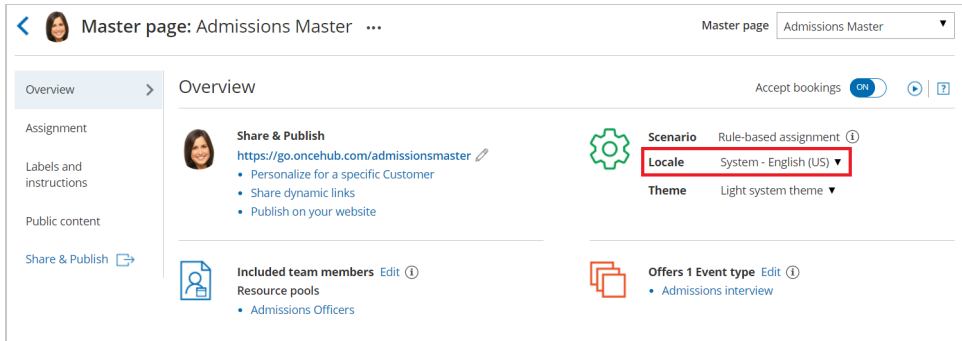 Master page: Admissions Master ...
Master page Admissions Master
Overview
Assignment
Labels and
instructions
Public content
Share & Publish
Overview
Accept bookings ON
?
Share & Publish
https://go.oncehub.com/admissionsmaster
• Personalize for a specific Customer
• Share dynamic links
• Publish on your website
Scenario Rule-based assignment i
Locale System - English (US)
Theme Light system theme
Included team members Edit i
Resource pools
• Admissions Officers
Offers 1 Event type Edit i
• Admissions interview